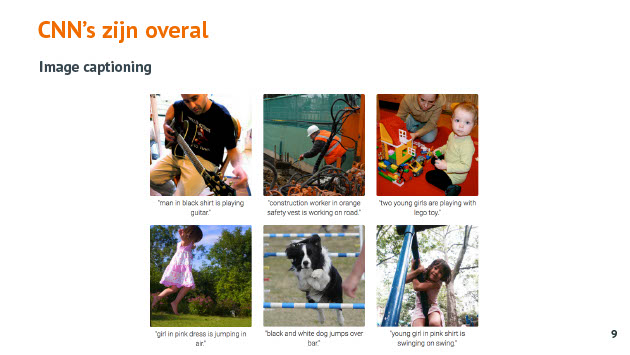 CNN's zijn overal
Image captioning
"man in black shirt is playing
guitar."
"construction worker in orange
safety vest is working on road."
"two young girls are playing with
lego toy."
"girl in pink dress is jumping in
air."
"black and white dog jumps over
bar."
"young girl in pink shirt is
swinging on swing."
9